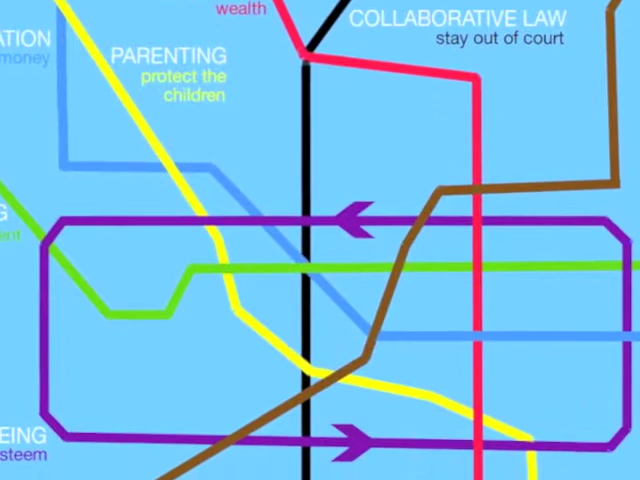 wealth
COLLABORATIVE LAW
stay out of court
ATION
money
PARENTING
protect the
children
G
ent
EING
steem